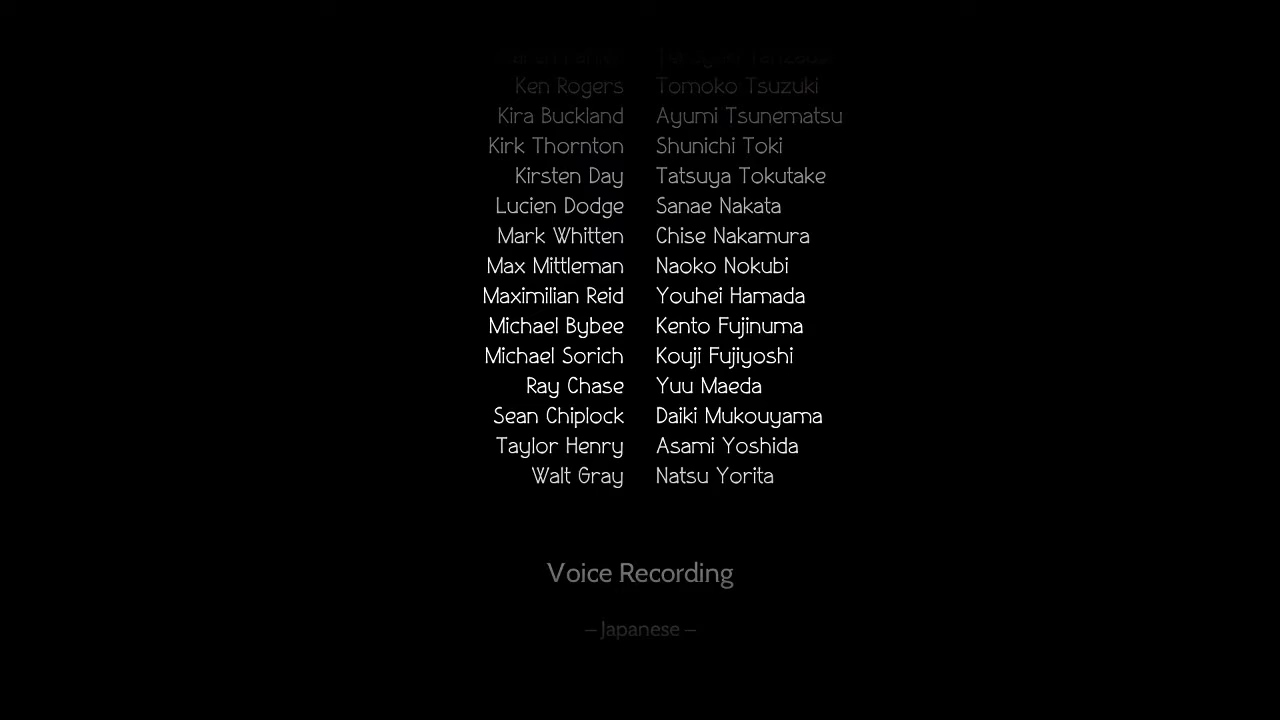 Ken Rogers Tomoko Tsuzuki
Kira Buckland Ayumi Tsunematsu
Kirk Thornton Shunichi Toki
Kirsten Day Tatsuya Tokutake
Lucien Dodge Sanae Nakata
Mark Whitten Chise Nakamura
Max Mittleman Naoko Nokubi
Maximilian Reid Youhei Hamada
Michael Bybee Kento Fujinuma
Michael Sorich Kouji Fujiyoshi
Ray Chase Yuu Maeda
Sean Chiplock Daiki Mukouyama
Taylor Henry Asami Yoshida
Walt Gray Natsu Yorita
Voice Recording
– Japanese –